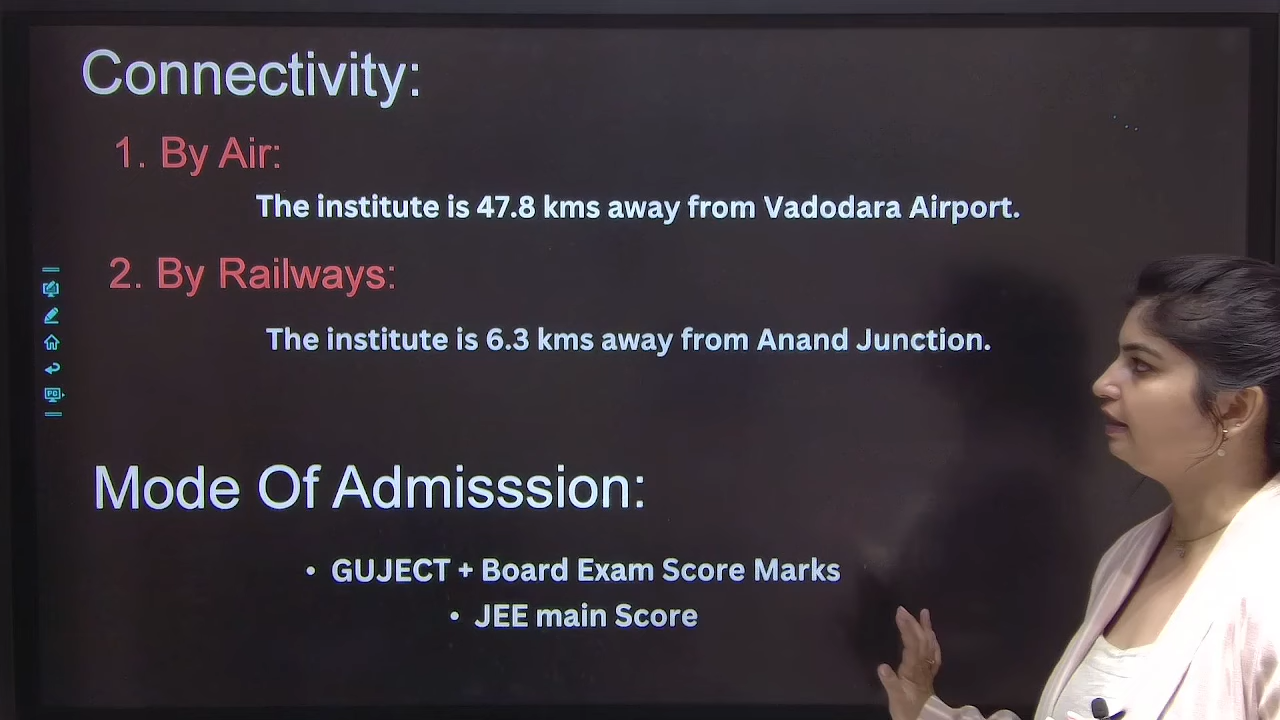 Connectivity:
1. By Air:
The institute is 47.8 kms away from Vadodara Airport.
2. By Railways:
The institute is 6.3 kms away from Anand Junction.
Mode Of Admisssion:
• GUJECT + Board Exam Score Marks
• JEE main Score